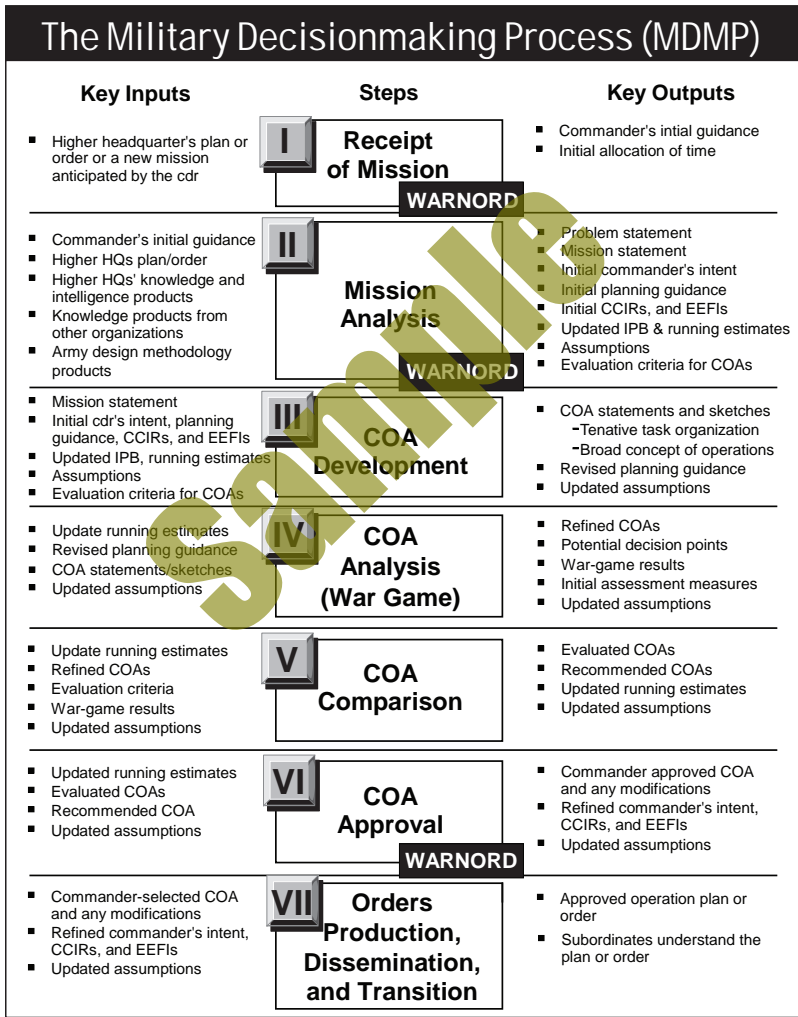 The Military Decisionmaking Process (MDMP)
Key Inputs
Steps
Key Outputs
▪ Higher headquarter's plan or
order or a new mission
anticipated by the cdr
I
Receipt
of Mission
WARNORD
▪ Commander's intial guidance
▪ Initial allocation of time
▪ Commander's initial guidance
▪ Higher HQs plan/order
▪ Higher HQs' knowledge and
intelligence products
▪ Knowledge products from
other organizations
▪ Army design methodology
products
II
Mission
Analysis
WARNORD
▪ Problem statement
▪ Mission statement
▪ Initial commander's intent
▪ Initial planning guidance
▪ Initial CCIRs, and EEFIs
▪ Updated IPB & running estimates
▪ Assumptions
▪ Evaluation criteria for COAs
▪ Mission statement
▪ Initial cdr's intent, planning
guidance, CCIRs, and EEFIs
▪ Updated IPB, running estimates
▪ Assumptions
▪ Evaluation criteria for COAs
III
COA
Development
▪ COA statements and sketches
-Tenative task organization
-Broad concept of operations
▪ Revised planning guidance
▪ Updated assumptions
▪ Update running estimates
▪ Revised planning guidance
▪ COA statements/sketches
▪ Updated assumptions
IV
COA
Analysis
(War Game)
▪ Refined COAs
▪ Potential decision points
▪ War-game results
▪ Initial assessment measures
▪ Updated assumptions
▪ Update running estimates
▪ Refined COAs
▪ Evaluation criteria
▪ War-game results
▪ Updated assumptions
V
COA
Comparison
▪ Evaluated COAs
▪ Recommended COAs
▪ Updated running estimates
▪ Updated assumptions
▪ Updated running estimates
▪ Evaluated COAs
▪ Recommended COA
▪ Updated assumptions
VI
COA
Approval
WARNORD
▪ Commander approved COA
and any modifications
▪ Refined commander's intent,
CCIRs, and EEFIs
▪ Updated assumptions
▪ Commander-selected COA
and any modifications
▪ Refined commander's intent,
CCIRs, and EEFIs
▪ Updated assumptions
VII
Orders
Production,
Dissemination,
and Transition
▪ Approved operation plan or
order
▪ Subordinates understand the
plan or order
Sample